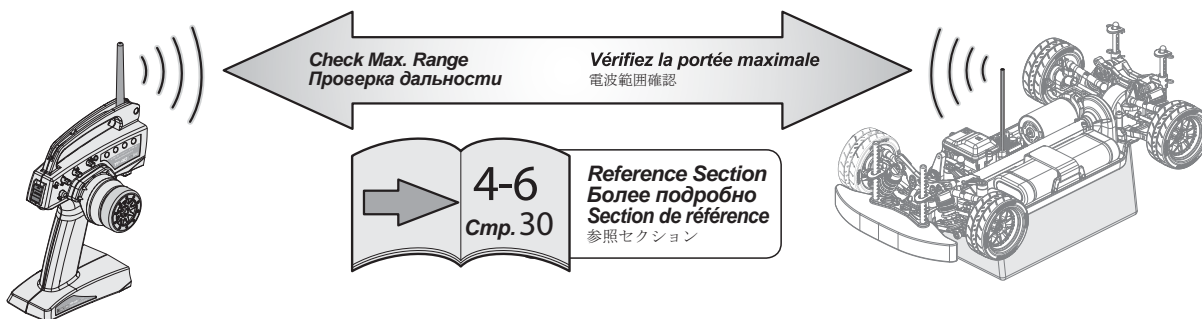 Check Max. Range
Проверка дальности
Vérifiez la portée maximale
電波範囲確認
4-6
Стр. 30
Reference Section
Более подробно
Section de référence
参照セクション